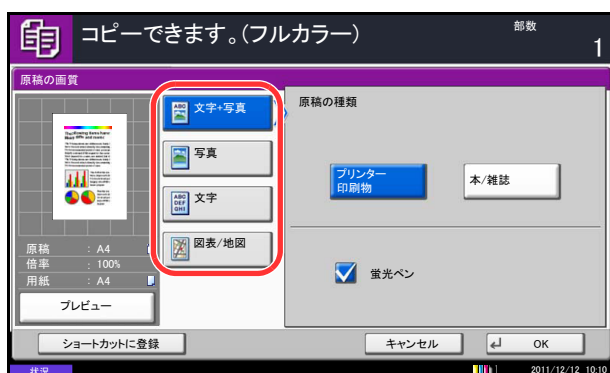 コピーできます。(フルカラー)
部数
1
原稿の画質
文字+写真
写真
文字
図表/地図
原稿の種類
プリンター
印刷物
本/雑誌
蛍光ペン
原稿 : A4
倍率 : 100%
用紙 : A4
プレビュー
ショートカットに登録
キャンセル
OK
状況
2011/12/12 10:10